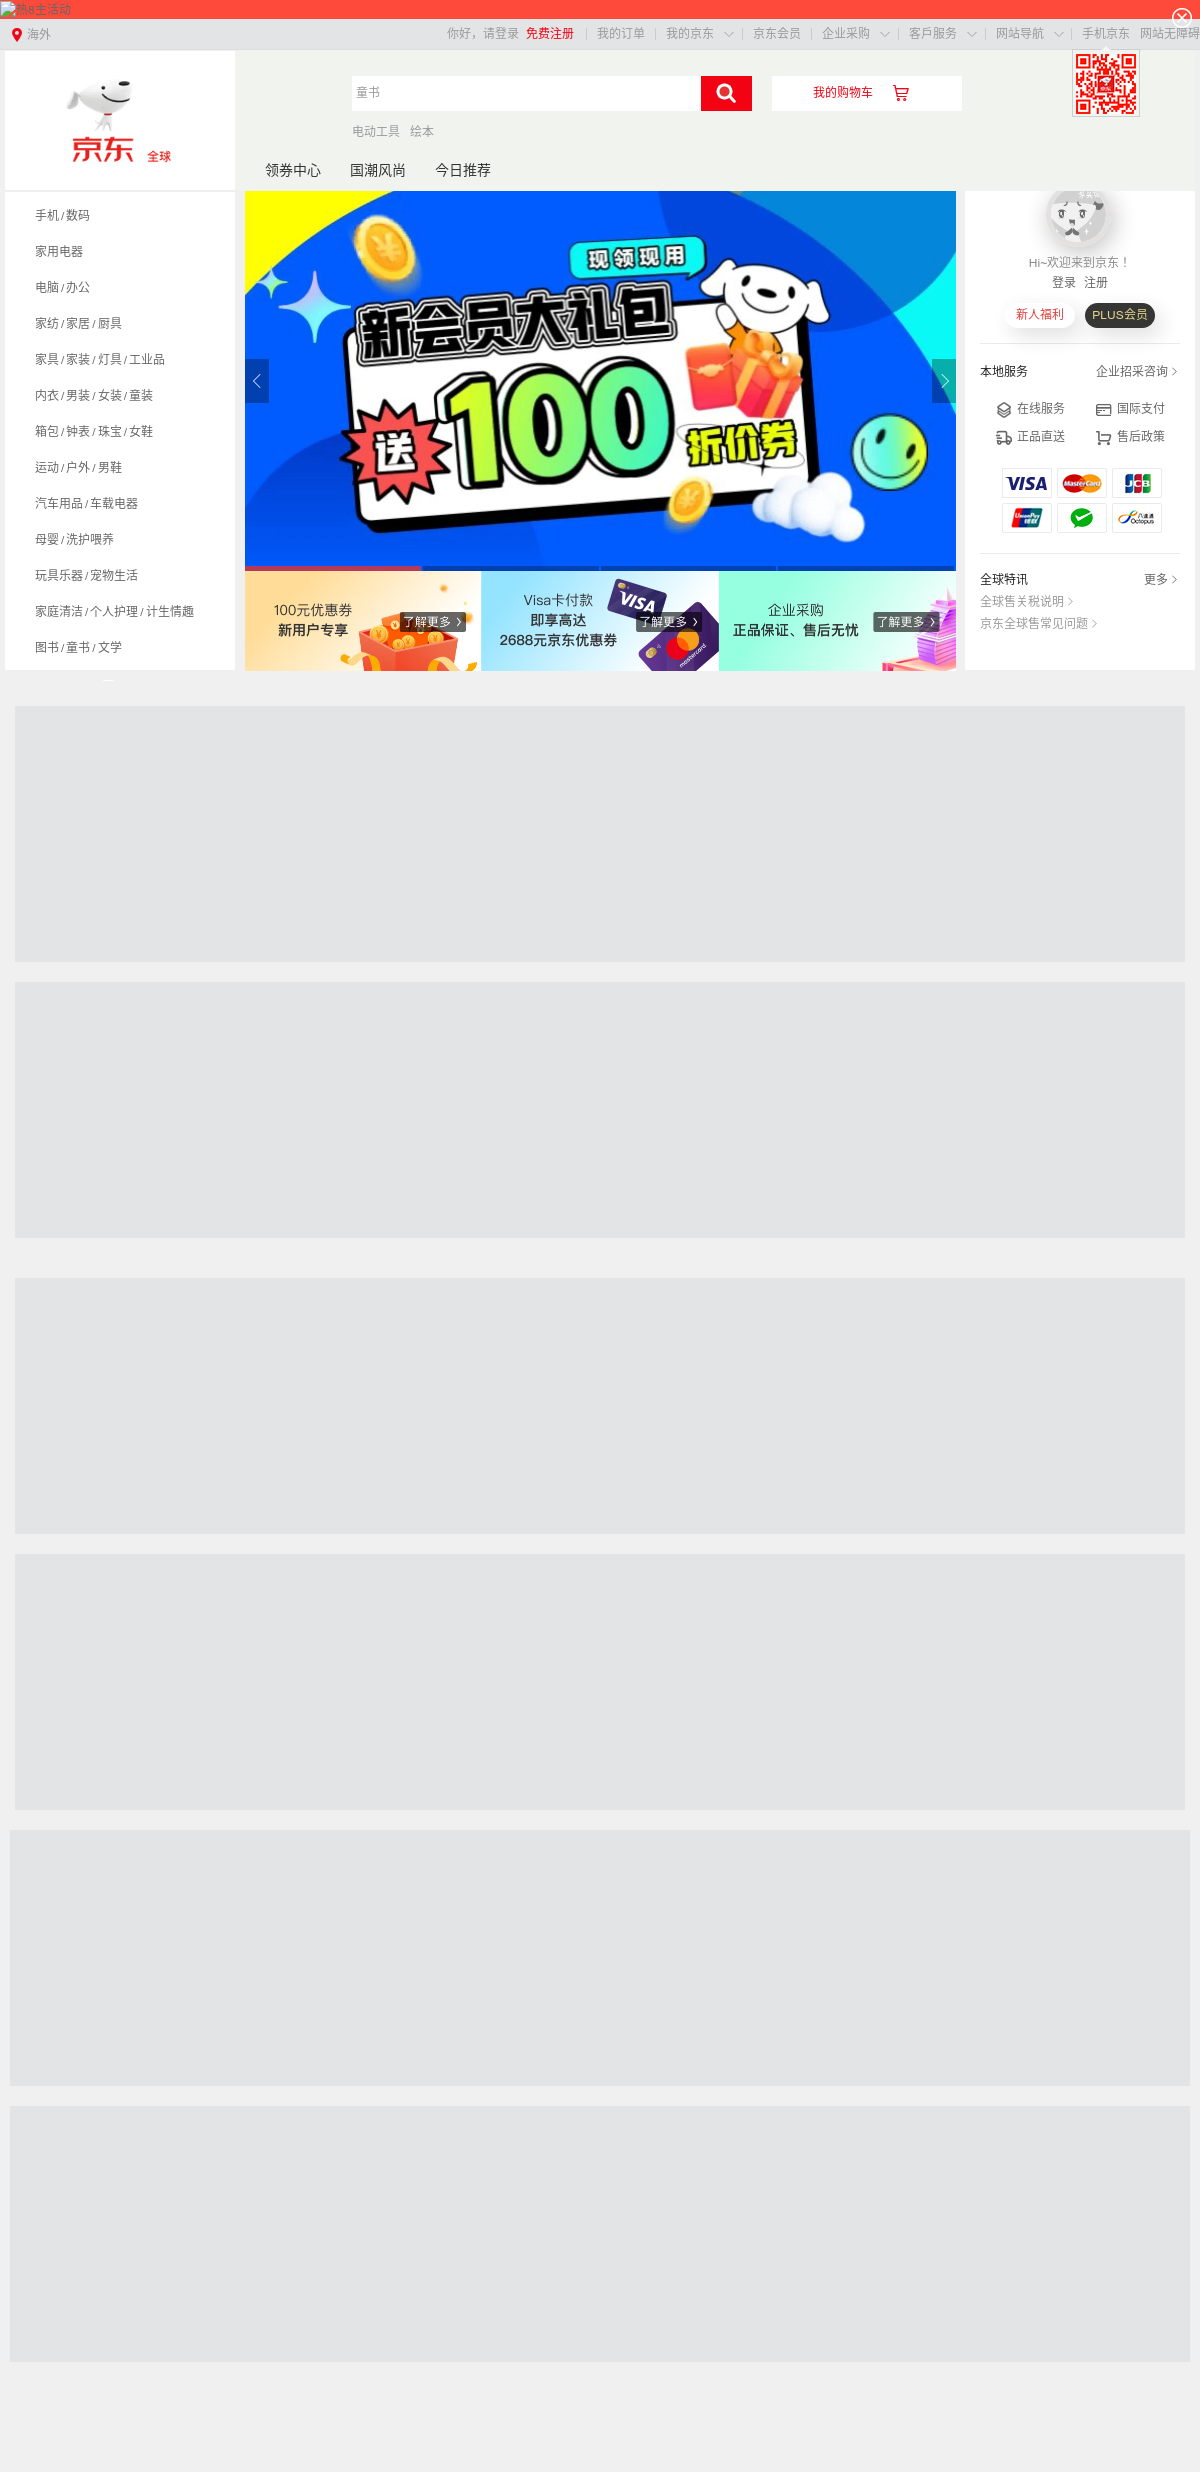 热8主活动
海外
你好，请登录 免费注册 我的订单 我的京东 京东会员 企业采购 客户服务 网站导航 手机京东 网站无障碍
京东 全球
童书
我的购物车
电动工具 绘本
领券中心 国潮风尚 今日推荐
手机 / 数码
家用电器
电脑 / 办公
家纺 / 家居 / 厨具
家具 / 家装 / 灯具 / 工业品
内衣 / 男装 / 女装 / 童装
箱包 / 钟表 / 珠宝 / 女鞋
运动 / 户外 / 男鞋
汽车用品 / 车载电器
母婴 / 洗护喂养
玩具乐器 / 宠物生活
家庭清洁 / 个人护理 / 计生情趣
图书 / 童书 / 文学
现领现用
新会员大礼包
送100折价券
100元优惠券
新用户专享
了解更多
Visa卡付款
即享高达
2688元京东优惠券
VISA
mastercard
了解更多
企业采购
正品保证、售后无忧
了解更多
Hi~欢迎来到京东！
登录 注册
新人福利 PLUS会员
本地服务 企业招采咨询
在线服务 国际支付
正品直送 售后政策
VISA MasterCard JCB
UnionPay 银联 八达通 Octopus
全球特讯 更多
全球售关税说明
京东全球售常见问题